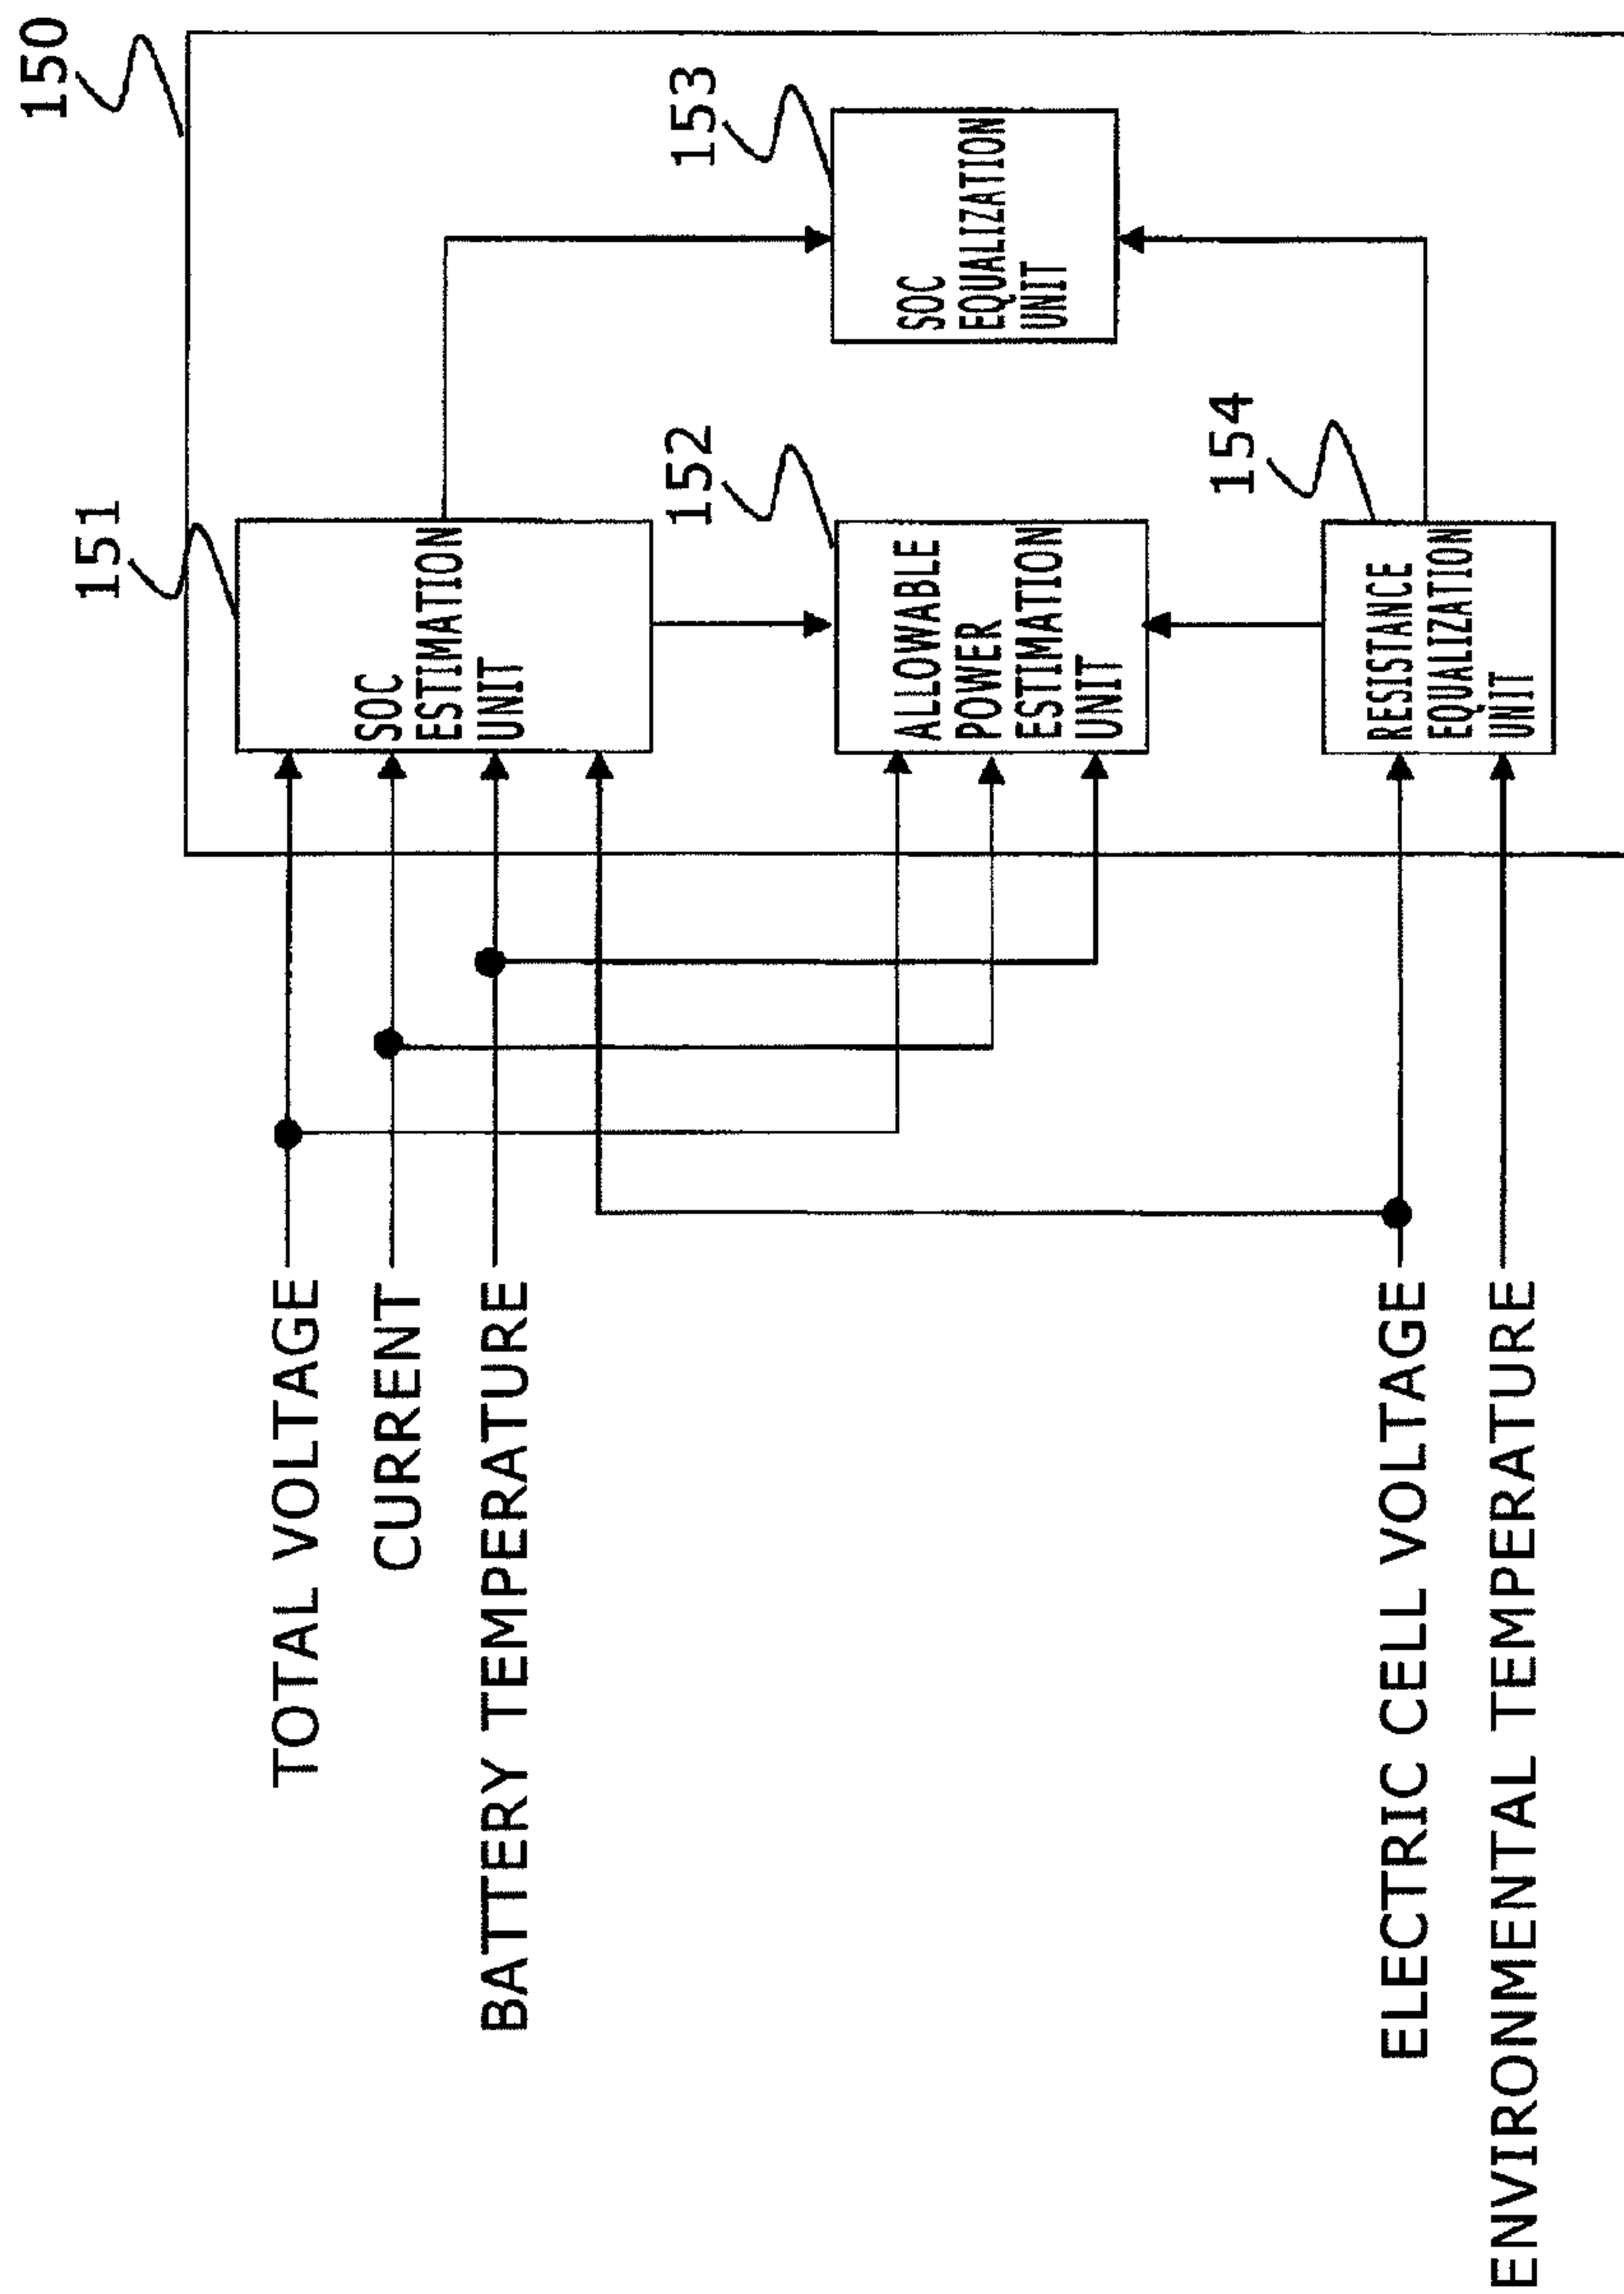 150
151
SOC
ESTIMATION
UNIT
153
SOC
EQUALIZATION
UNIT
152
ALLOWABLE
POWER
ESTIMATION
UNIT
154
RESISTANCE
EQUALIZATION
UNIT
TOTAL VOLTAGE
CURRENT
BATTERY TEMPERATURE
ELECTRIC CELL VOLTAGE
ENVIRONMENTAL TEMPERATURE